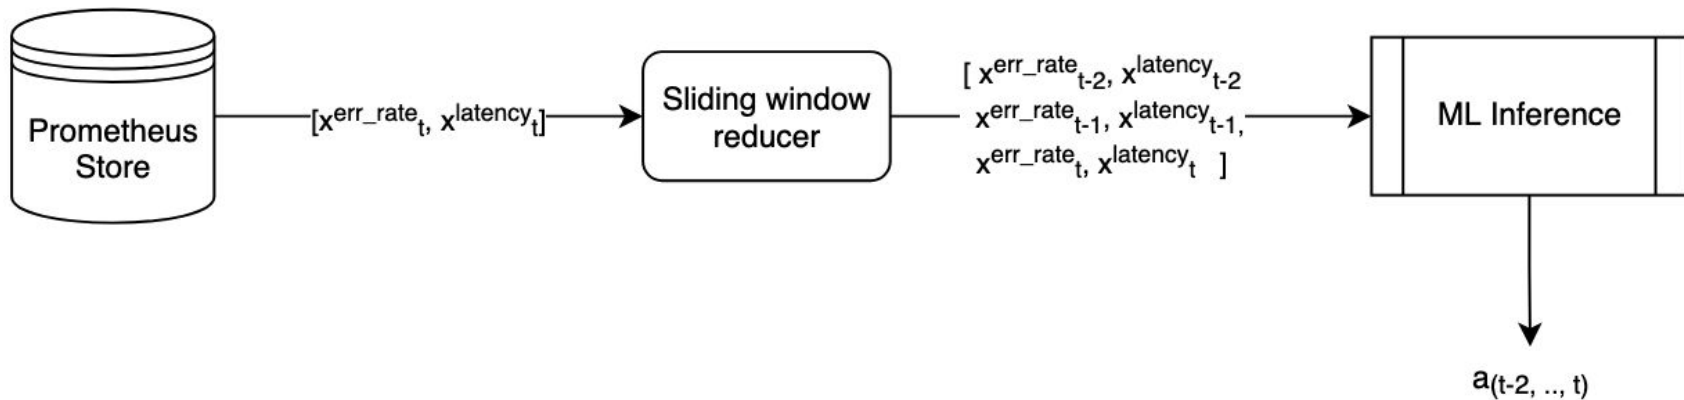 Prometheus
Store
[x^err_rate_t, x^latency_t]
Sliding window
reducer
[ x^err_rate_t-2, x^latency_t-2
x^err_rate_t-1, x^latency_t-1,
x^err_rate_t, x^latency_t ]
ML Inference
a_(t-2, .., t)